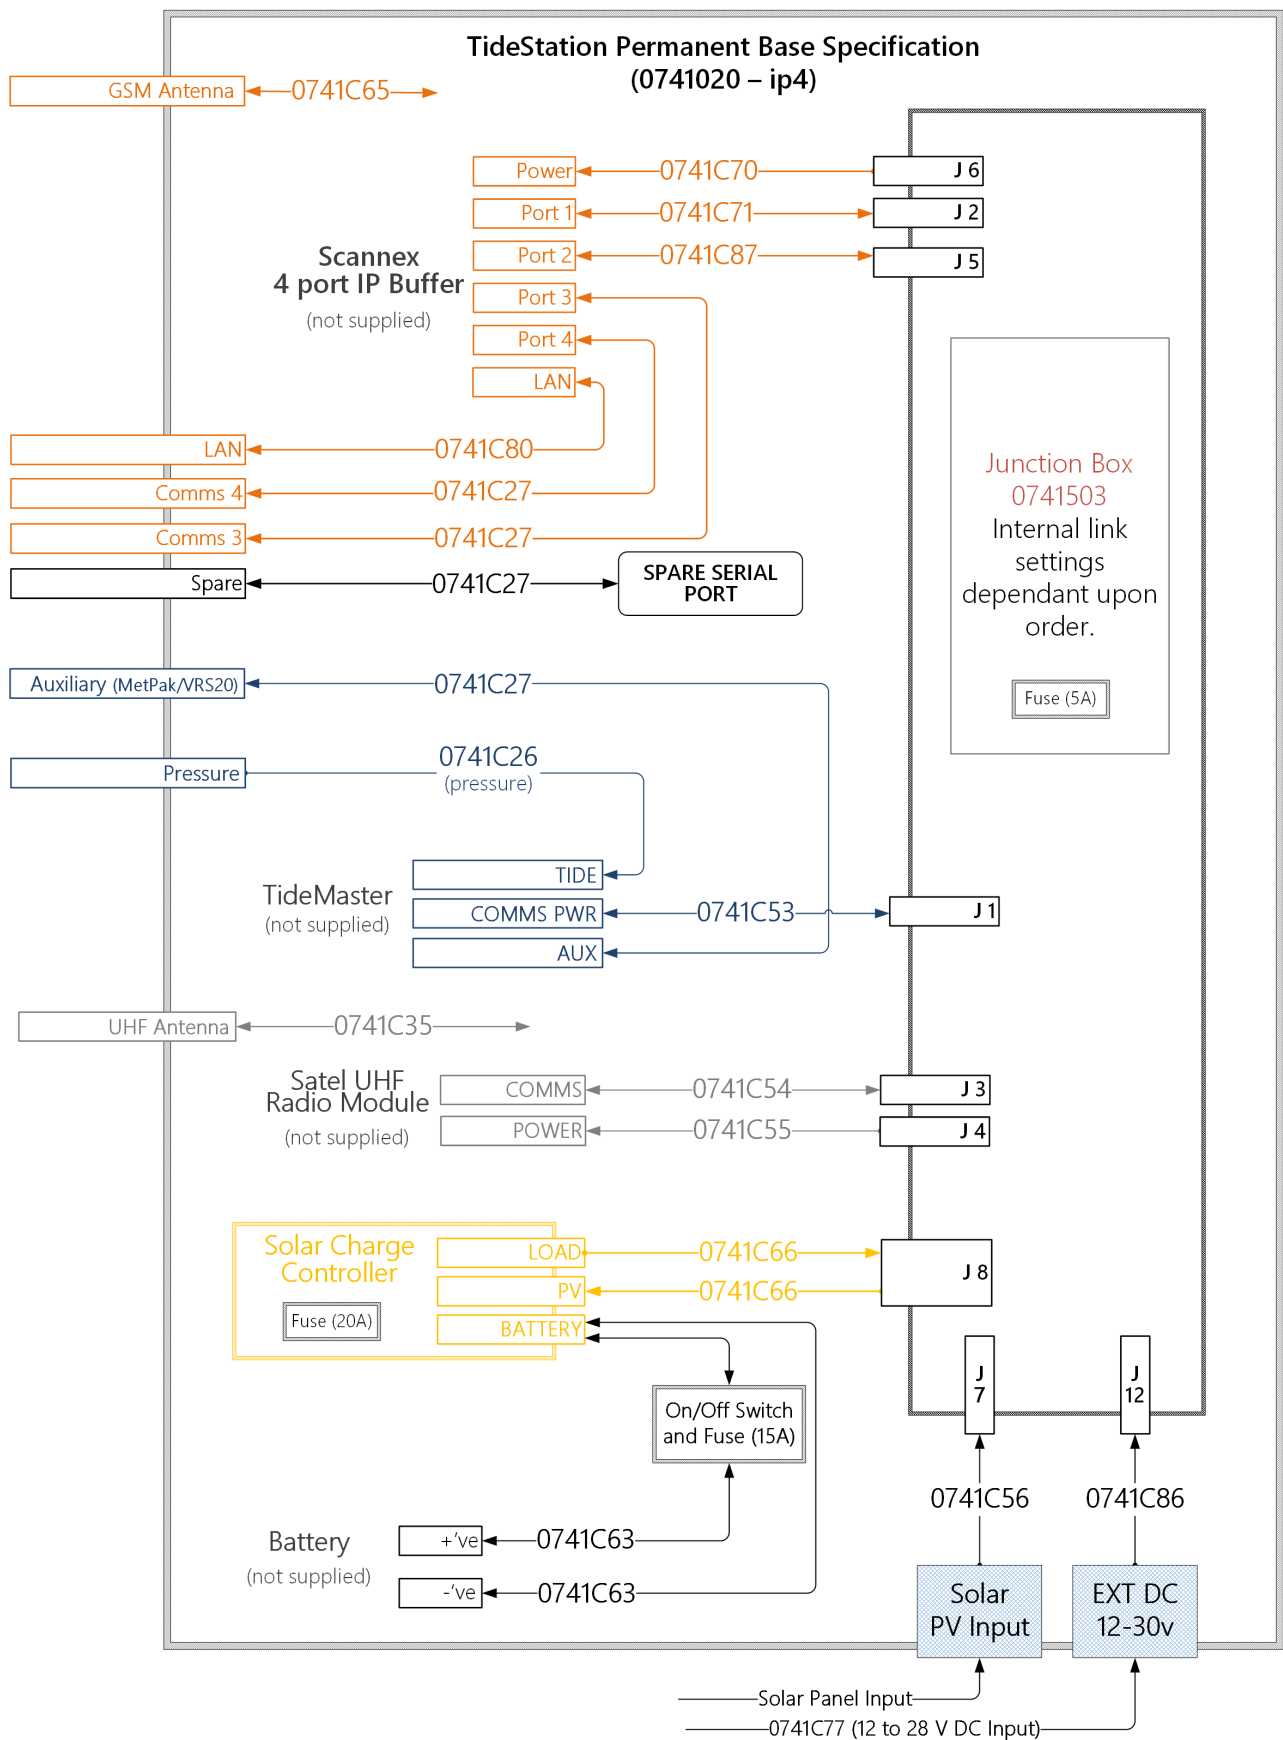 TideStation Permanent Base Specification
(0741020 – ip4)
GSM Antenna
0741C65
Power
0741C70
J 6
Port 1
0741C71
J 2
Port 2
0741C87
J 5
Scannex
4 port IP Buffer
(not supplied)
Port 3
Port 4
LAN
LAN
0741C80
Comms 4
0741C27
Comms 3
0741C27
Spare
0741C27
SPARE SERIAL
PORT
Junction Box
0741503
Internal link
settings
dependant upon
order.
Fuse (5A)
Auxiliary (MetPak/VRS20)
0741C27
Pressure
0741C26
(pressure)
TideMaster
(not supplied)
TIDE
COMMS PWR
0741C53
J 1
AUX
UHF Antenna
0741C35
Satel UHF
Radio Module
(not supplied)
COMMS
0741C54
J 3
POWER
0741C55
J 4
Solar Charge
Controller
Fuse (20A)
LOAD
0741C66
PV
0741C66
J 8
BATTERY
On/Off Switch
and Fuse (15A)
J
7
J
12
0741C56
0741C86
Battery
(not supplied)
+'ve
0741C63
-'ve
0741C63
Solar
PV Input
EXT DC
12-30v
Solar Panel Input
0741C77 (12 to 28 V DC Input)